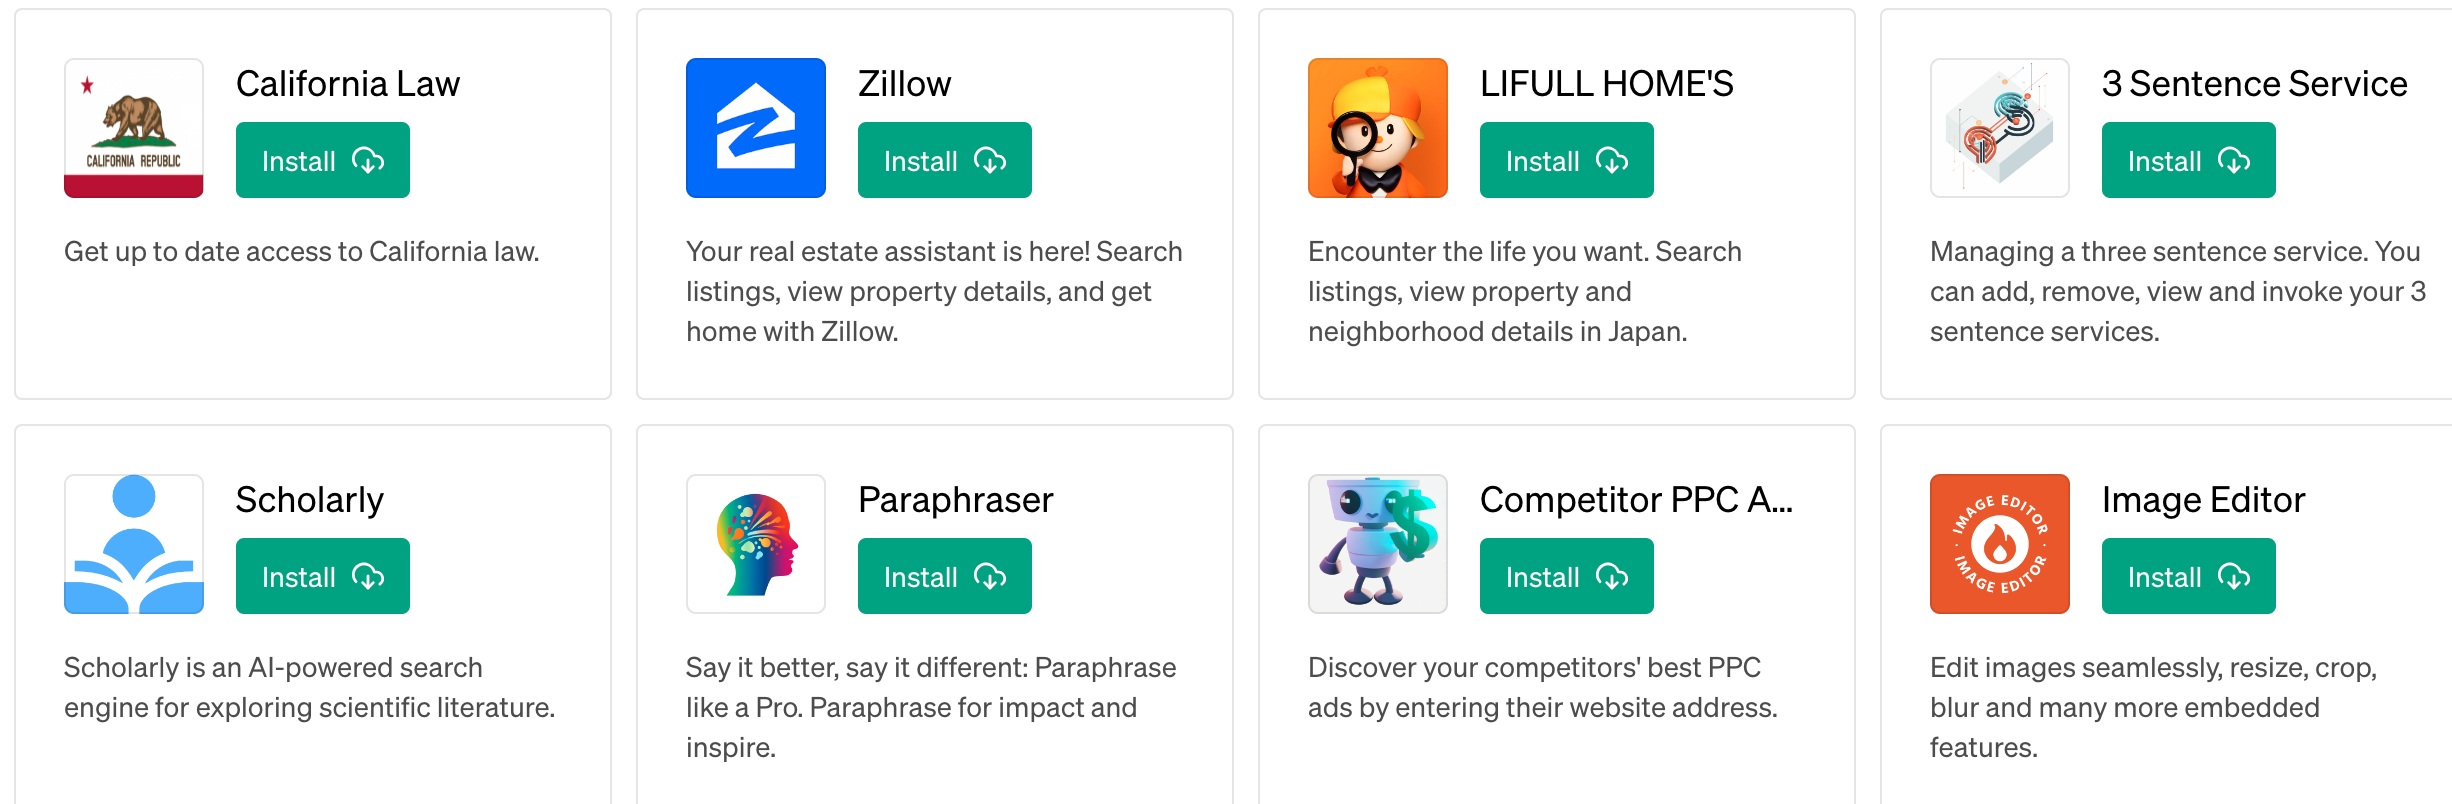 California Law
Install
CALIFORNIA REPUBLIC
Get up to date access to California law.
Zillow
Install
Your real estate assistant is here! Search
listings, view property details, and get
home with Zillow.
LIFULL HOME'S
Install
Encounter the life you want. Search
listings, view property and
neighborhood details in Japan.
3 Sentence Service
Install
Managing a three sentence service. You
can add, remove, view and invoke your 3
sentence services.
Scholarly
Install
Scholarly is an AI-powered search
engine for exploring scientific literature.
Paraphraser
Install
Say it better, say it different: Paraphrase
like a Pro. Paraphrase for impact and
inspire.
Competitor PPC A...
Install
Discover your competitors' best PPC
ads by entering their website address.
IMAGE EDITOR
IMAGE EDITOR
Image Editor
Install
Edit images seamlessly, resize, crop,
blur and many more embedded
features.